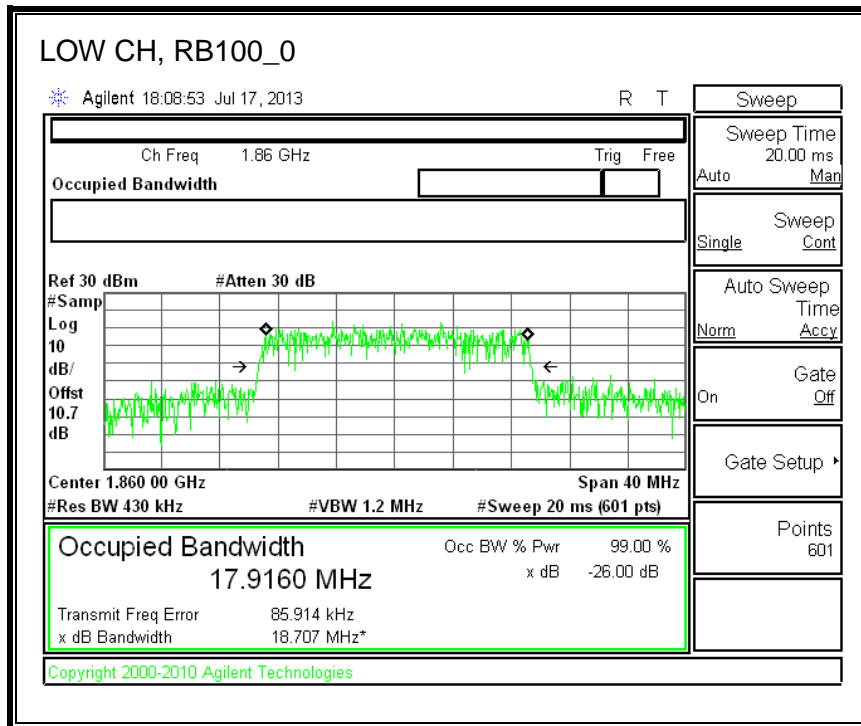 LOW CH, RB100_0
Agilent 18:08:53 Jul 17, 2013 R T
Ch Freq 1.86 GHz Trig Free
Occupied Bandwidth
Ref 30 dBm #Atten 30 dB
#Samp
Log
10
dB/
Offst
10.7
dB
Center 1.860 00 GHz Span 40 MHz
#Res BW 430 kHz #VBW 1.2 MHz #Sweep 20 ms (601 pts)
Occupied Bandwidth Occ BW % Pwr 99.00 %
17.9160 MHz x dB -26.00 dB
Transmit Freq Error 85.914 kHz
x dB Bandwidth 18.707 MHz*
Copyright 2000-2010 Agilent Technologies
Sweep
Sweep Time
20.00 ms
Auto Man
Sweep
Single Cont
Auto Sweep
Time
Norm Accy
Gate
On Off
Gate Setup
Points
601